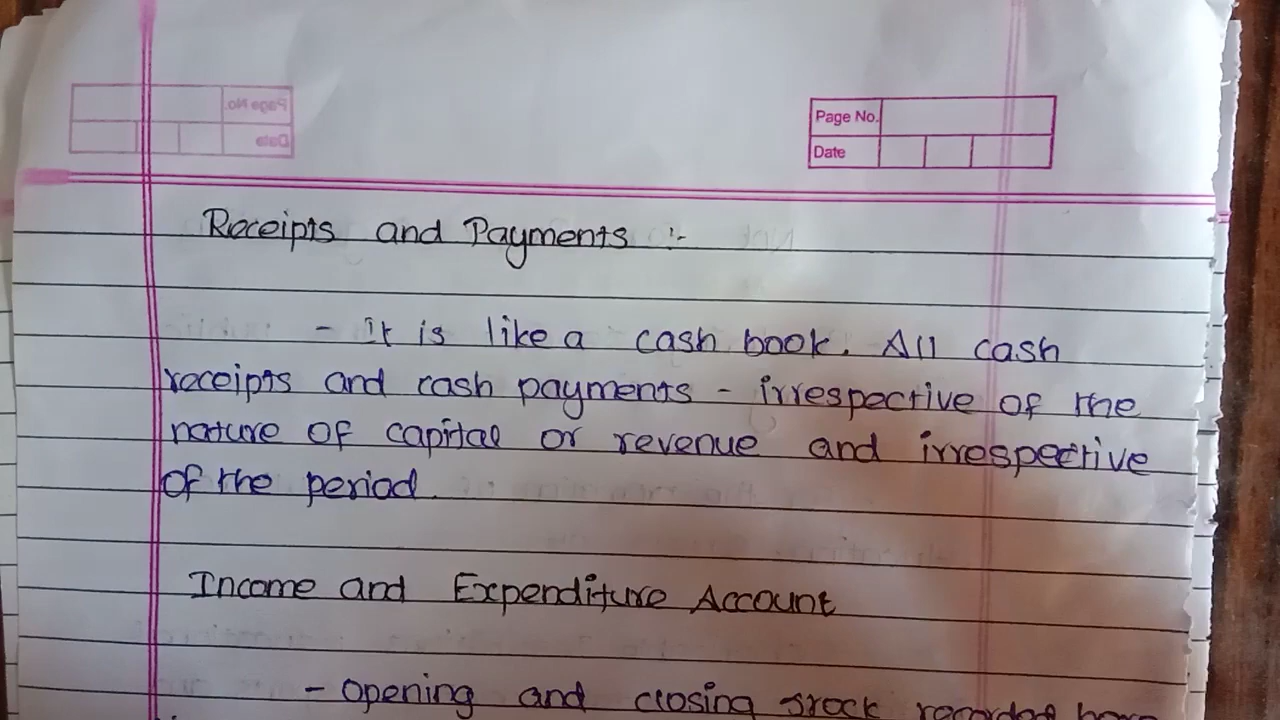 Page No.
Date
Receipts and Payments :-
- It is like a cash book. All cash
receipts and cash payments - irrespective of the
nature of capital or revenue and irrespective
of the period.
Income and Expenditure Account
- Opening and closing stock recorded here